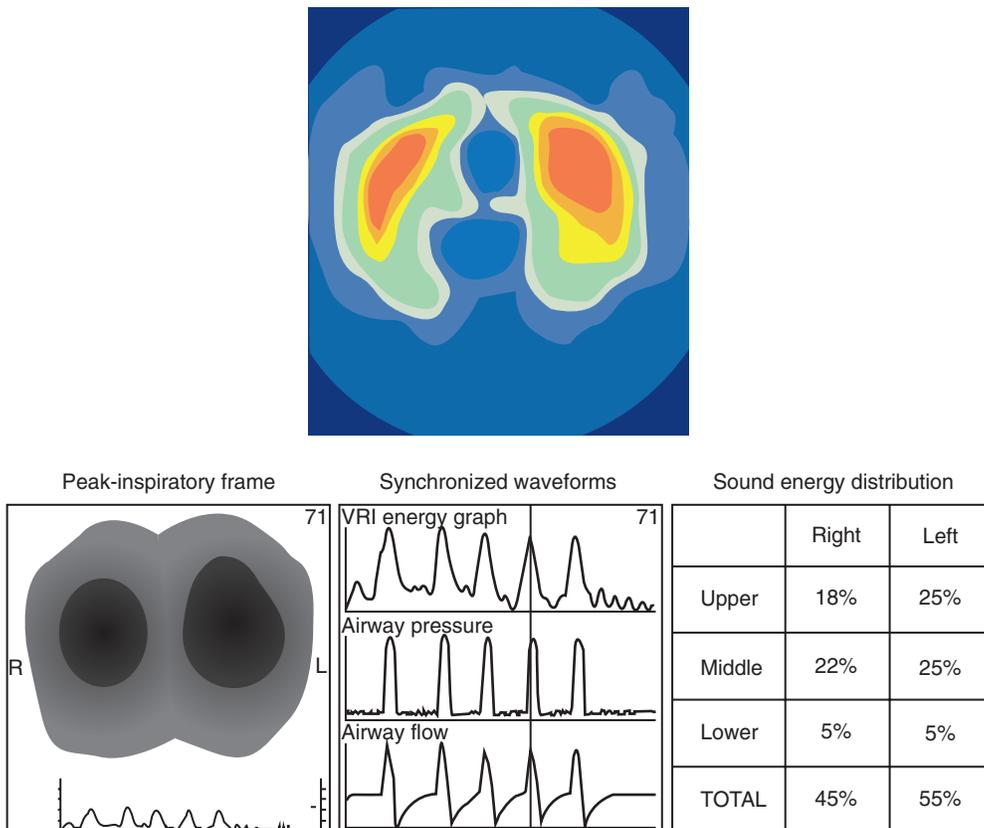 Peak-inspiratory frame
71
R
L
Synchronized waveforms
VRI energy graph
71
Airway pressure
Airway flow
Sound energy distribution
Right Left
Upper 18% 25%
Middle 22% 25%
Lower 5% 5%
TOTAL 45% 55%